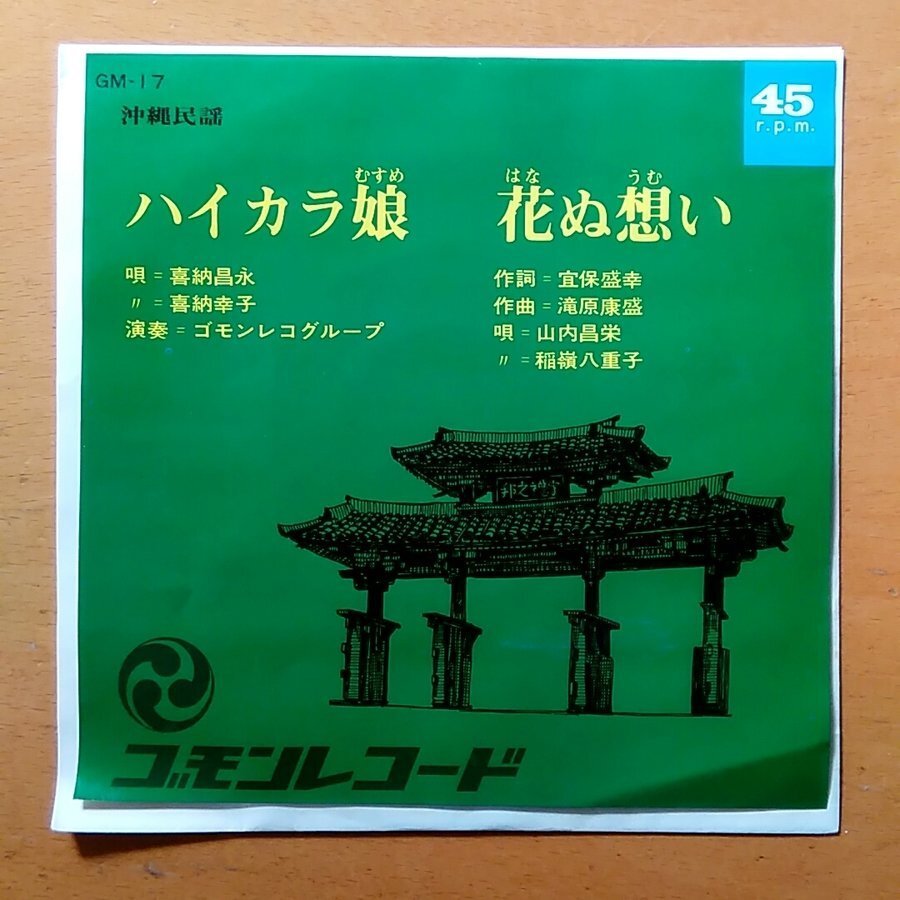 GM-17
沖縄民謡
45
r.p.m.
むすめ
ハイカラ娘
唄=喜納昌永
〃=喜納幸子
演奏=ゴモンレコグループ
はな うむ
花ぬ想い
作詞=宜保盛幸
作曲=滝原康盛
唄=山内昌栄
〃=稲嶺八重子
守禮之邦
ゴモンレコード